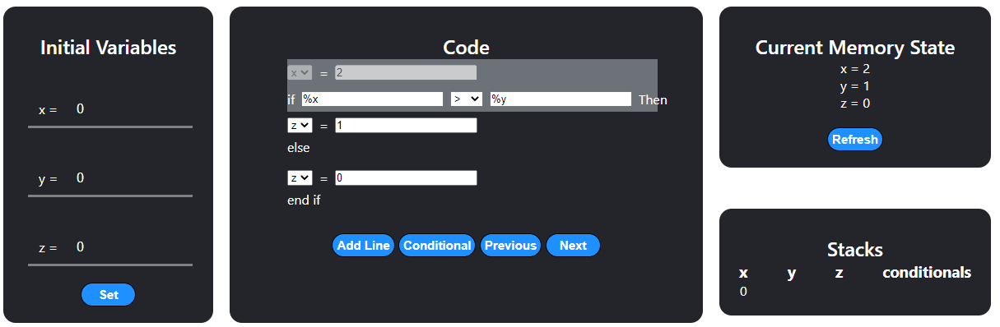 Initial Variables
x = 0
y = 0
z = 0
Set
Code
x = 2
if %x > %y Then
z = 1
else
z = 0
end if
Add Line Conditional Previous Next
Current Memory State
x = 2
y = 1
z = 0
Refresh
Stacks
x y z conditionals
0